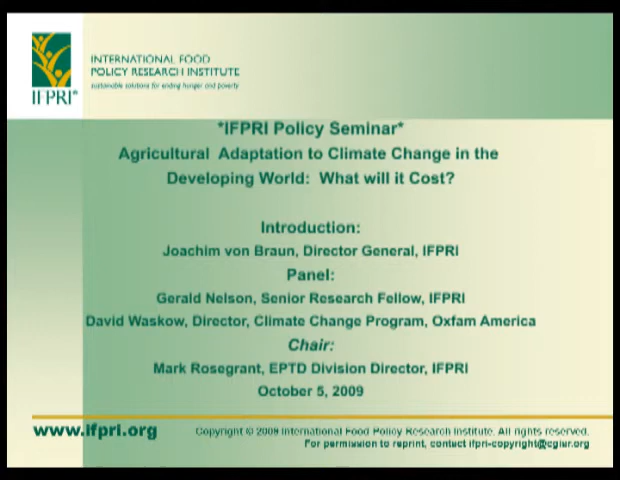 IFPRI®
INTERNATIONAL FOOD
POLICY RESEARCH INSTITUTE
sustainable solutions for ending hunger and poverty
*IFPRI Policy Seminar*
Agricultural Adaptation to Climate Change in the
Developing World: What will it Cost?
Introduction:
Joachim von Braun, Director General, IFPRI
Panel:
Gerald Nelson, Senior Research Fellow, IFPRI
David Waskow, Director, Climate Change Program, Oxfam America
Chair:
Mark Rosegrant, EPTD Division Director, IFPRI
October 5, 2009
www.ifpri.org
Copyright © 2009 International Food Policy Research Institute. All rights reserved.
For permission to reprint, contact ifpri-copyright@cgiar.org